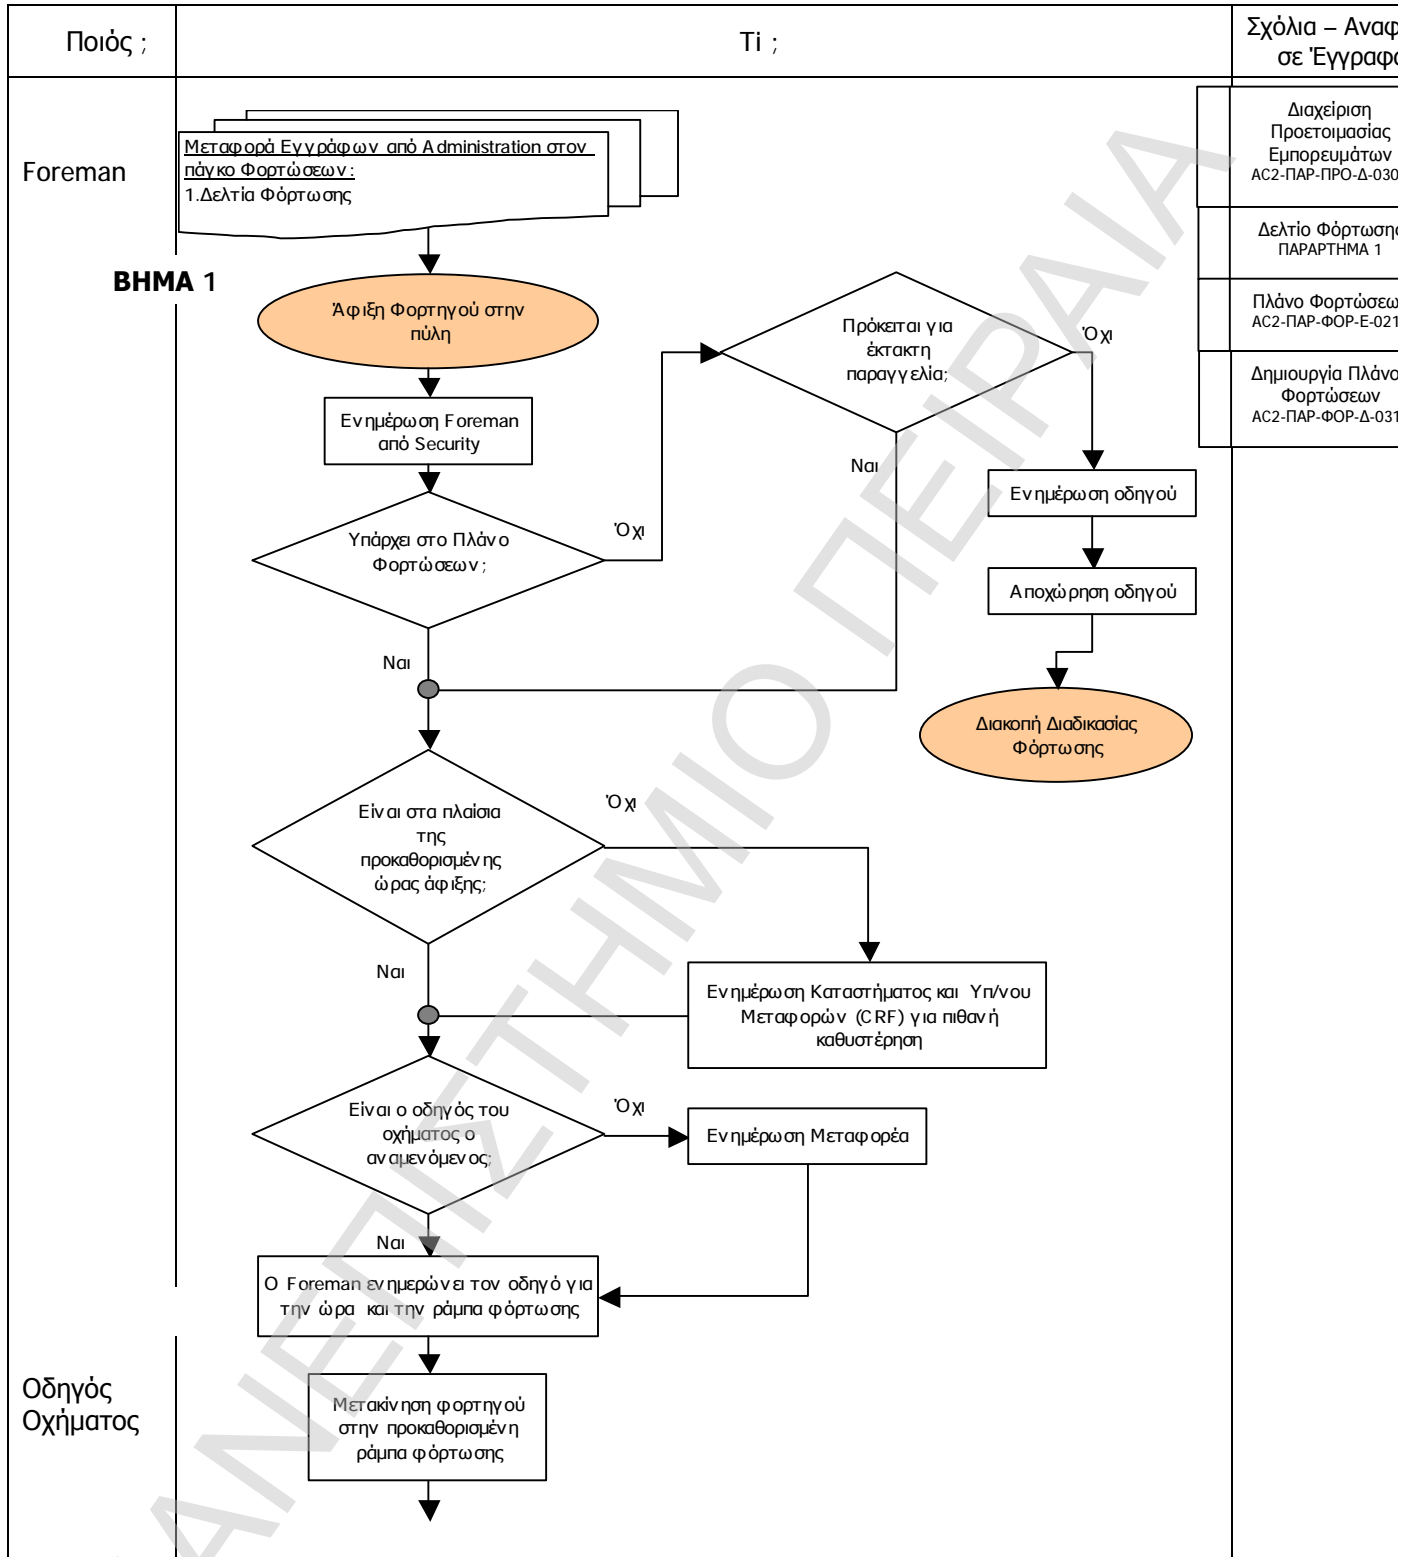 Ποιός ;
Τi ;
Σχόλια – Αναφ
σε Έγγραφα
Foreman
Μεταφορά Εγγράφων από Administration στον
πάγκο Φορτώσεων:
1.Δελτία Φόρτωσης
Διαχείριση
Προετοιμασίας
Εμπορευμάτων
AC2-ΠΑΡ-ΠΡΟ-Δ-030
Δελτίο Φόρτωσης
ΠΑΡΑΡΤΗΜΑ 1
Πλάνο Φορτώσεω
AC2-ΠΑΡ-ΦΟΡ-Ε-021
Δημιουργία Πλάνο
Φορτώσεων
AC2-ΠΑΡ-ΦΟΡ-Δ-031
ΒΗΜΑ 1
Άφιξη Φορτηγού στην
πύλη
Ενημέρωση Foreman
από Security
Υπάρχει στο Πλάνο
Φορτώσεων;
Όχι
Ναι
Πρόκειται για
έκτακτη
παραγγελία;
Όχι
Ναι
Ενημέρωση οδηγού
Αποχώρηση οδηγού
Διακοπή Διαδικασίας
Φόρτωσης
Είναι στα πλαίσια
της
προκαθορισμένης
ώρας άφιξης;
Όχι
Ναι
Ενημέρωση Καταστήματος και Υπ/νου
Μεταφορών (CRF) για πιθανή
καθυστέρηση
Είναι ο οδηγός του
οχήματος ο
αναμενόμενος;
Όχι
Ναι
Ενημέρωση Μεταφορέα
Ο Foreman ενημερώνει τον οδηγό για
την ώρα και την ράμπα φόρτωσης
Οδηγός
Οχήματος
Μετακίνηση φορτηγού
στην προκαθορισμένη
ράμπα φόρτωσης
ΑΝΕΠΙΣΤΗΜΙΟ ΠΕΙΡΑΙΑ